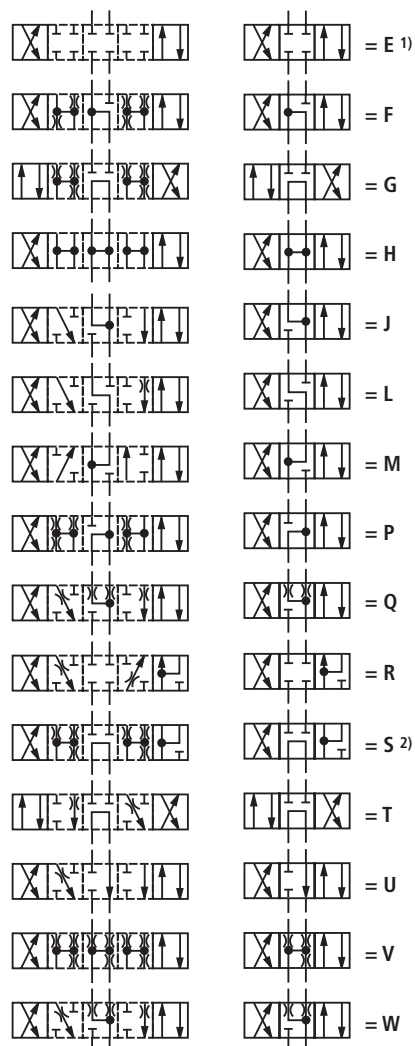 = E 1)
= F
= G
= H
= J
= L
= M
= P
= Q
= R
= S 2)
= T
= U
= V
= W